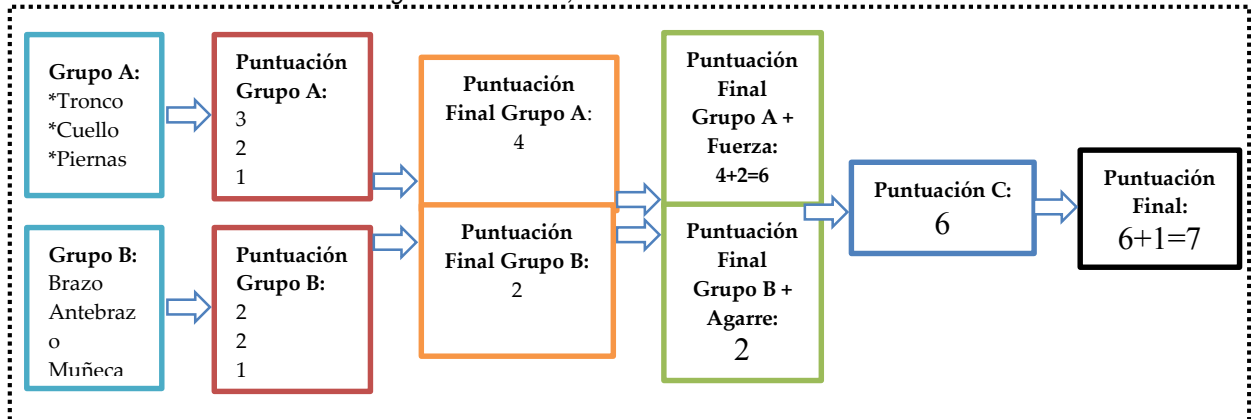 Grupo A:
*Tronco
*Cuello
*Piernas
Puntuación
Grupo A:
3
2
1
Puntuación
Final Grupo A:
4
Puntuación
Final
Grupo A +
Fuerza:
4+2=6
Grupo B:
Brazo
Antebraz
o
Muñeca
Puntuación
Grupo B:
2
2
1
Puntuación
Final Grupo B:
2
Puntuación
Final
Grupo B +
Agarre:
2
Puntuación C:
6
Puntuación
Final:
6+1=7